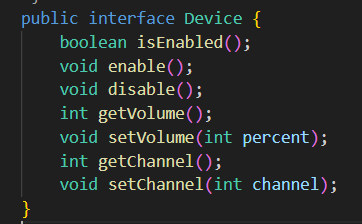 public interface Device {
    boolean isEnabled();
    void enable();
    void disable();
    int getVolume();
    void setVolume(int percent);
    int getChannel();
    void setChannel(int channel);
}